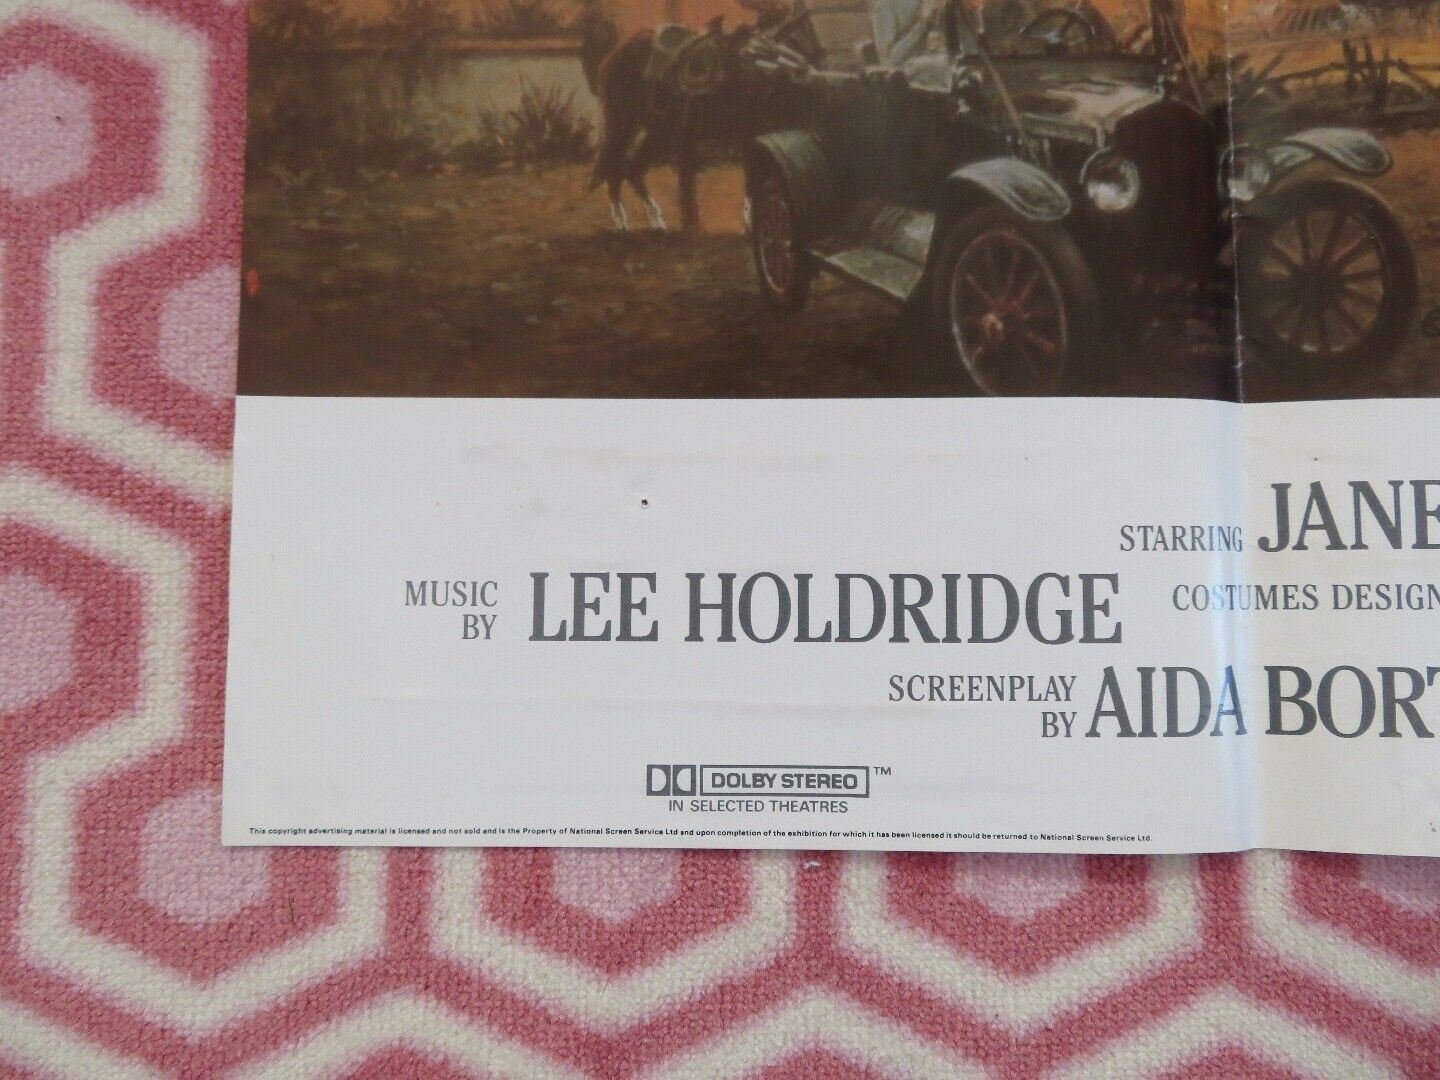 STARRING JANE
MUSIC BY LEE HOLDRIDGE COSTUMES DESIGN
SCREENPLAY BY AIDA BORT
DOLBY STEREO ™
IN SELECTED THEATRES
This copyright advertising material is licensed and not sold and is the Property of National Screen Service Ltd and upon completion of the exhibition for which it has been licensed it should be returned to National Screen Service Ltd.